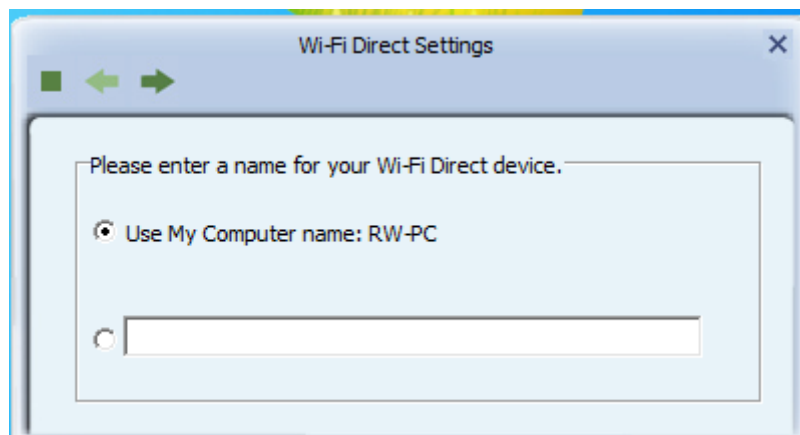 Wi-Fi Direct Settings
Please enter a name for your Wi-Fi Direct device.
Use My Computer name: RW-PC